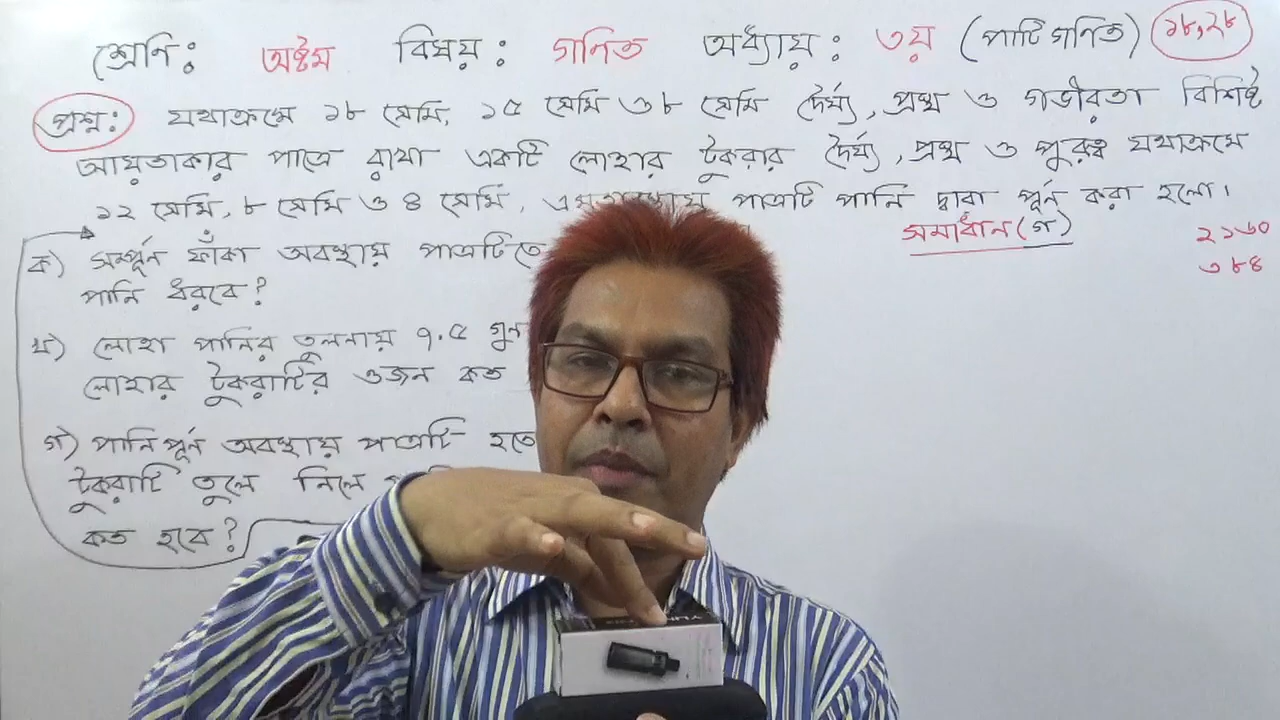 শ্রেণি: অষ্টম বিষয়: গণিত অধ্যায়: ৩য় (পাটিগণিত) ১৮,২৮
প্রশ্ন: যথাক্রমে ১৮ সেমি, ১৫ সেমি ও ৮ সেমি দৈর্ঘ্য, প্রস্থ ও গভীরতা বিশিষ্ট
আয়তাকার পাত্রে রাখা একটি লোহার টুকরার দৈর্ঘ্য, প্রস্থ ও পুরুত্ব যথাক্রমে
১২ সেমি, ৮ সেমি ও ৪ সেমি, পাত্রটি পানি দ্বারা পূর্ন করা হলো।
ক) সম্পূর্ন ফাঁকা অবস্থায় পাত্রটিতে
পানি ধরবে?
খ) লোহা পানির তুলনায় ৭.৫ গুন
লোহার টুকরাটির ওজন কত
গ) পানিপূর্ন অবস্থায় পাত্রটি হতে
টুকরাটি তুলে নিলে
কত হবে?
সমাধান(গ)
২১৬০
৩৮৪